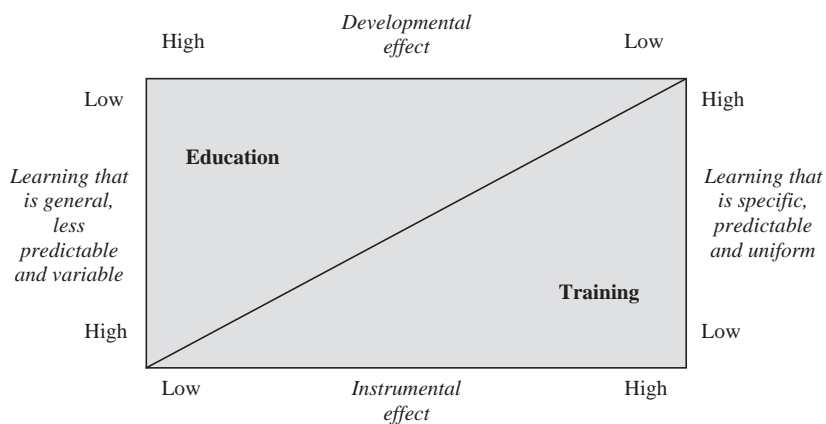 Developmental
effect
High
Low
Low
High
Education
Learning that
is general,
less
predictable
and variable
Learning that
is specific,
predictable
and uniform
Training
High
Low
Low
Instrumental
effect
High